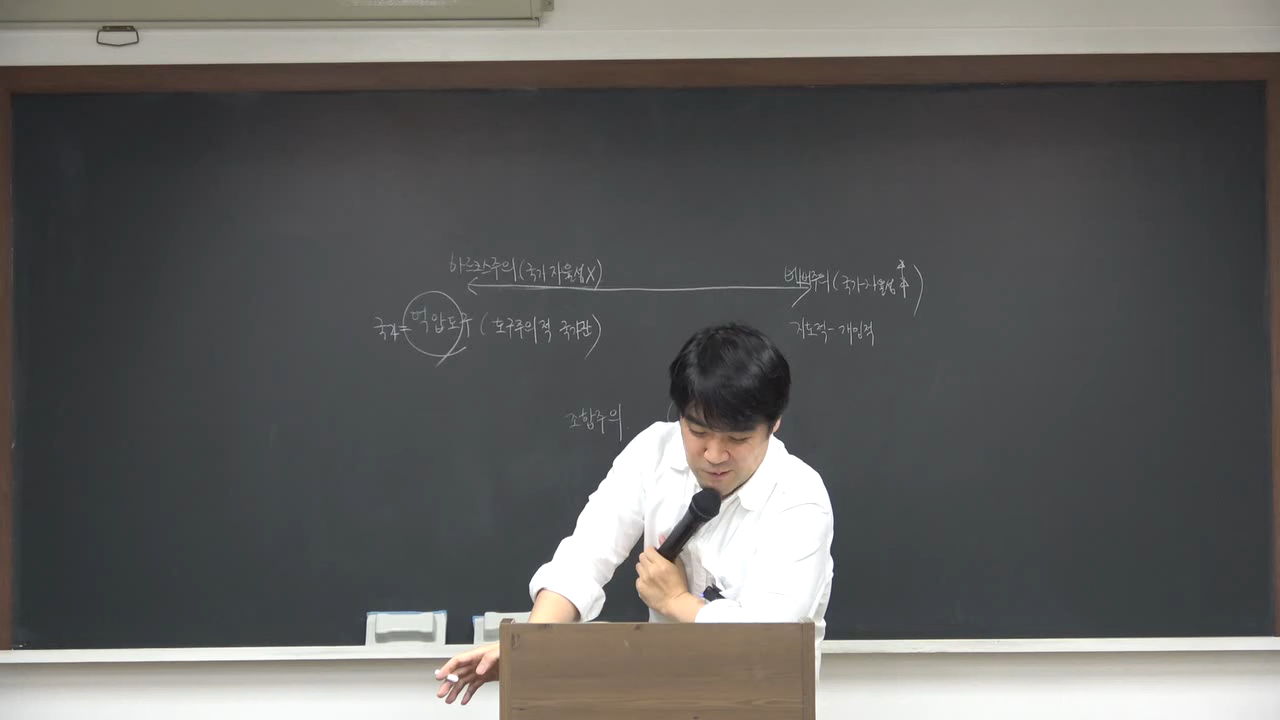 마르크스주의(국가 자율성X) ↔ 베버주의(국가자율성↑)
국가=억압도구 (도구주의적 국가관) 지도적-개입적
조합주의